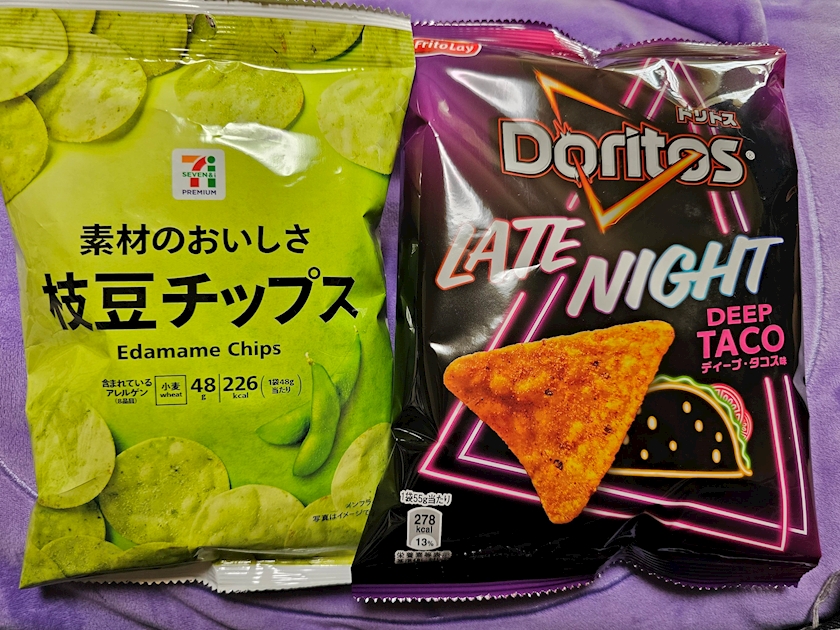 SEVEN&i
PREMIUM
素材のおいしさ
枝豆チップス
Edamame Chips
含まれている
アレルゲン
小麦
wheat
48
g
226
kcal
1袋48g
当たり
写真はイメージで
FritoLay
ドリトス
Doritos
LATE
NIGHT
DEEP
TACO
ディープ・タコス味
1袋55g当たり
278
kcal
13%